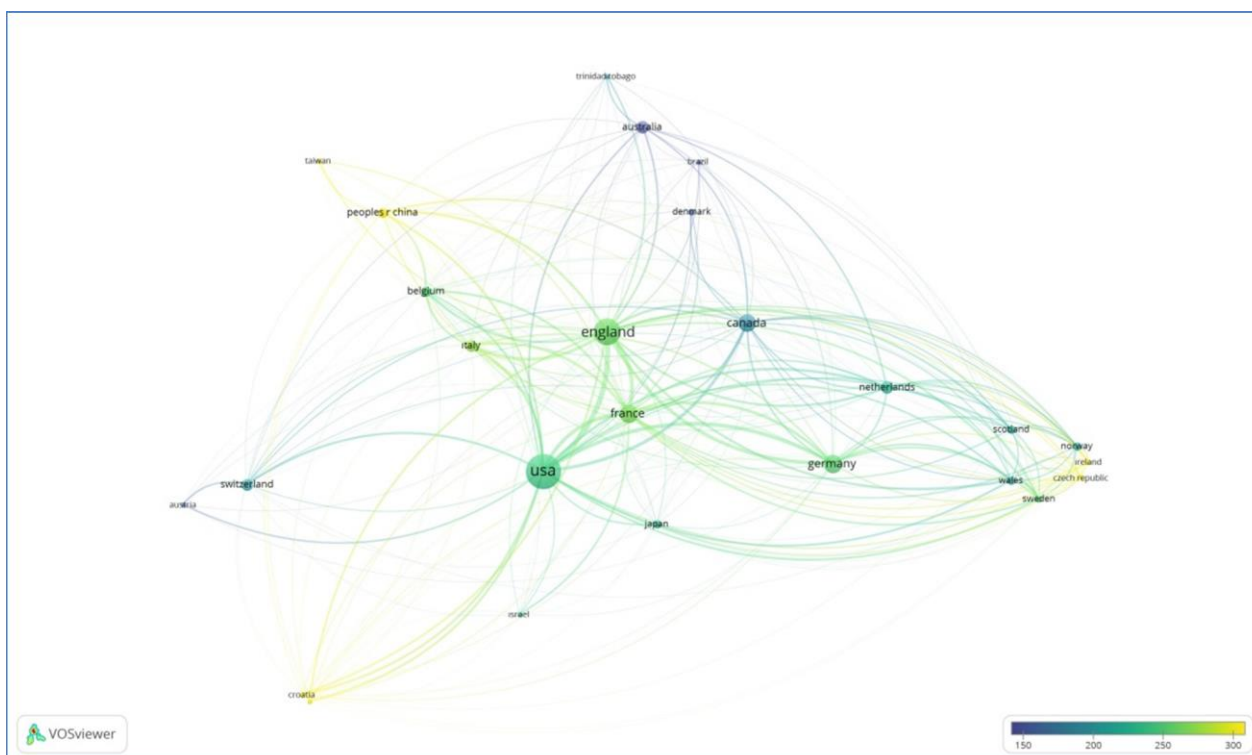 trinidad tobago
australia
taiwan
brazil
peoples r china
denmark
belgium
england
canada
italy
netherlands
france
scotland
norway
germany
ireland
usa
czech republic
wales
switzerland
sweden
austria
japan
israel
croatia
VOSviewer
150 200 250 300